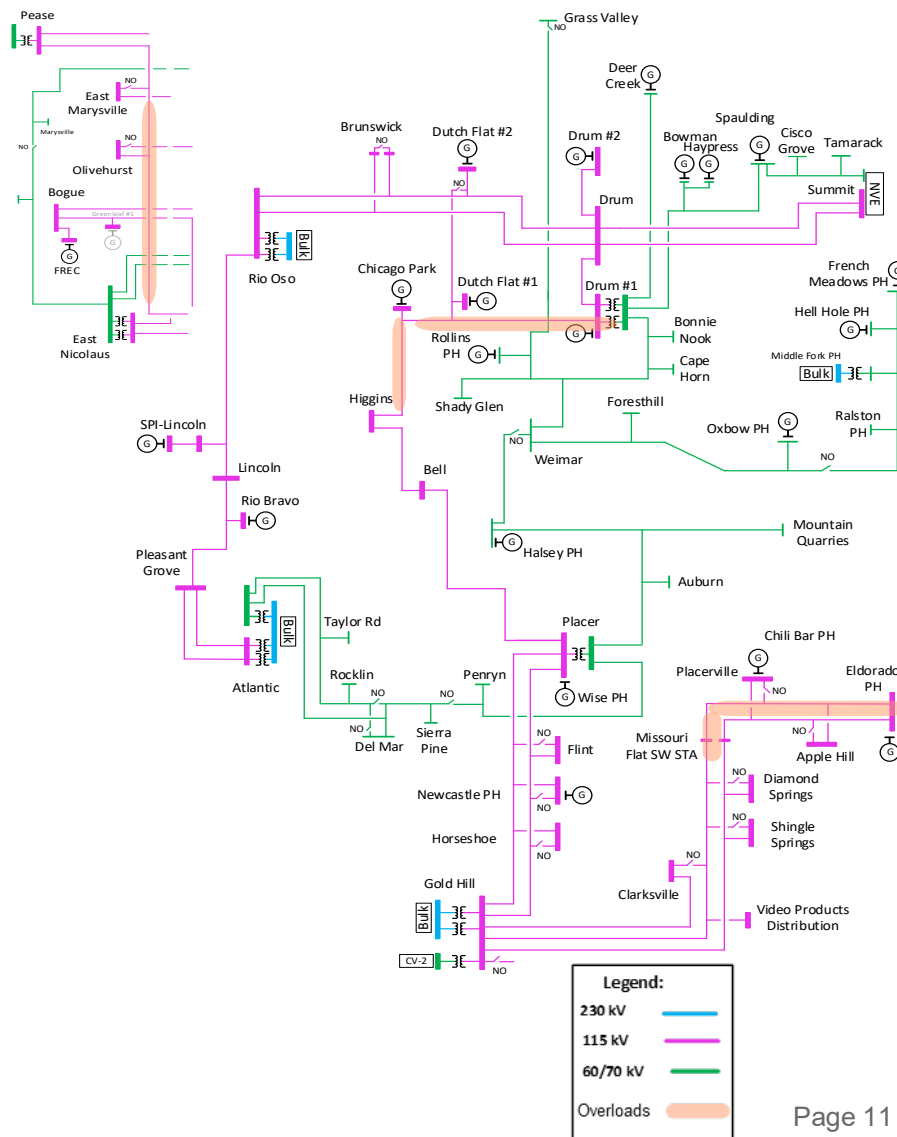 Pease
Grass Valley
NO
Deer
Creek
G
NO
East
Marysville
Marysville
NO
NO
Olivehurst
Bogue
Greenleaf #1
G
G
FREC
East
Nicolaus
Brunswick
NO
Dutch Flat #2
G
NO
Drum #2
G
Bowman
Haypress
G
G
Spaulding
G
Cisco
Grove
Tamarack
Summit
NVE
Drum
Rio Oso
Bulk
Chicago Park
G
Dutch Flat #1
G
Drum #1
G
Rollins
PH
G
Bonnie
Nook
Cape
Horn
French
Meadows PH
G
Hell Hole PH
G
Middle Fork PH
Bulk
Ralston
PH
Higgins
Shady Glen
Foresthill
Oxbow PH
G
NO
NO
Weimar
SPI-Lincoln
G
Lincoln
Bell
Rio Bravo
G
Pleasant
Grove
G
Halsey PH
Mountain
Quarries
Auburn
Bulk
Atlantic
Taylor Rd
Rocklin
NO
NO
Del Mar
Sierra
Pine
NO
Penryn
Placer
G
Wise PH
Chili Bar PH
G
Placerville
NO
Eldorado
PH
G
Missouri
Flat SW STA
NO
Apple Hill
NO
Flint
Newcastle PH
G
NO
Horseshoe
NO
NO
Diamond
Springs
NO
Shingle
Springs
NO
Clarksville
Gold Hill
Bulk
CV-2
NO
Video Products
Distribution
Legend:
230 kV
115 kV
60/70 kV
Overloads
Page 11